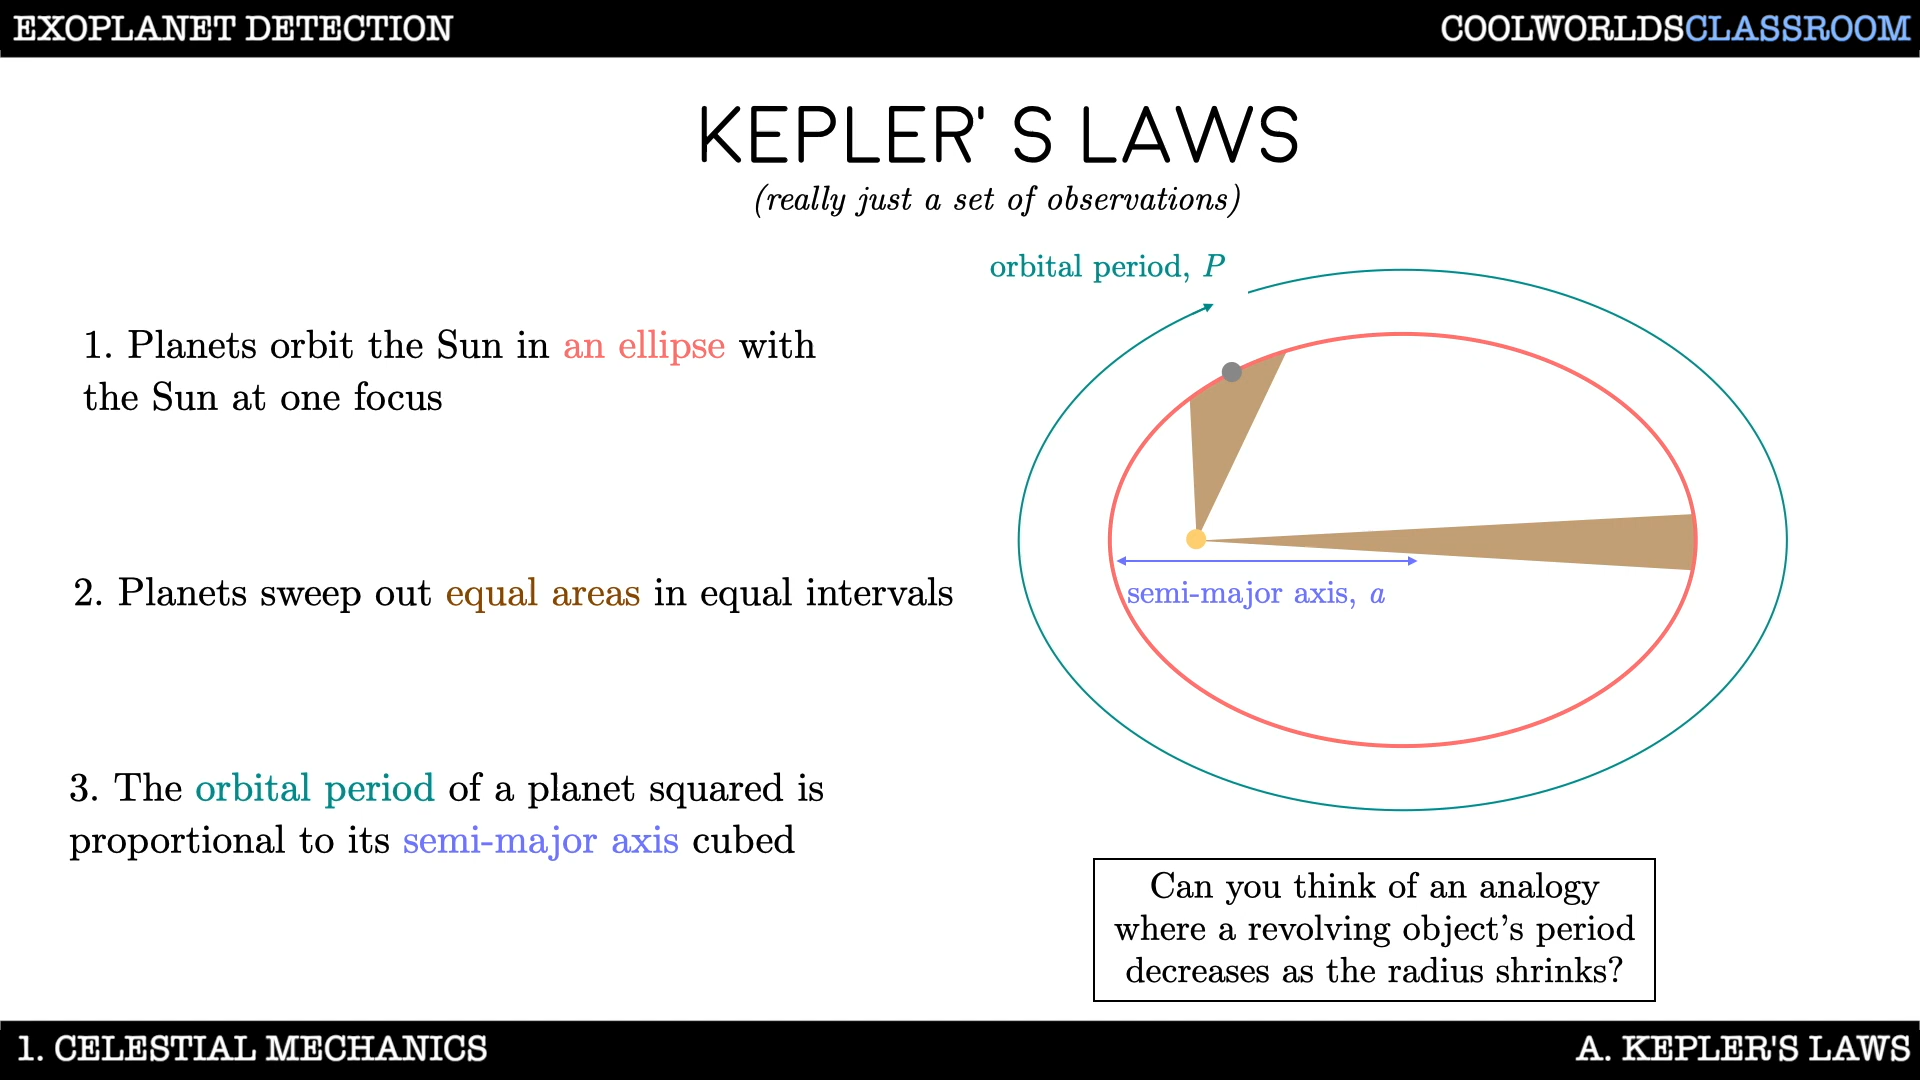 EXOPLANET DETECTION
COOLWORLDSCLASSROOM
KEPLER' S LAWS
(really just a set of observations)
orbital period, P
1. Planets orbit the Sun in an ellipse with
the Sun at one focus
semi-major axis, a
2. Planets sweep out equal areas in equal intervals
3. The orbital period of a planet squared is
proportional to its semi-major axis cubed
Can you think of an analogy
where a revolving object’s period
decreases as the radius shrinks?
1. CELESTIAL MECHANICS
A. KEPLER'S LAWS